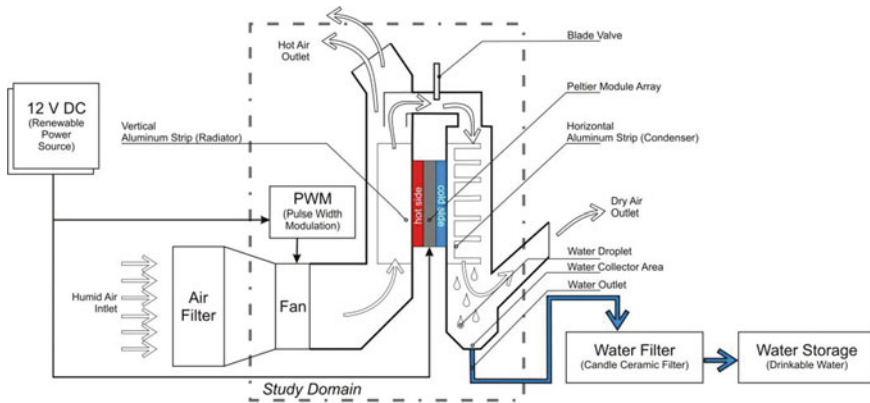 Hot Air
Outlet
Blade Valve
12 V DC
(Renewable
Power
Source)
Vertical
Aluminum Strip (Radiator)
Peltier Module Array
Horizontal
Aluminum Strip (Condenser)
PWM
(Pulse Width
Modulation)
hot side
cold side
Dry Air
Outlet
Humid Air
Intlet
Air
Filter
Fan
Water Droplet
Water Collector Area
Water Outlet
Water Filter
(Candle Ceramic Filter)
Water Storage
(Drinkable Water)
Study Domain